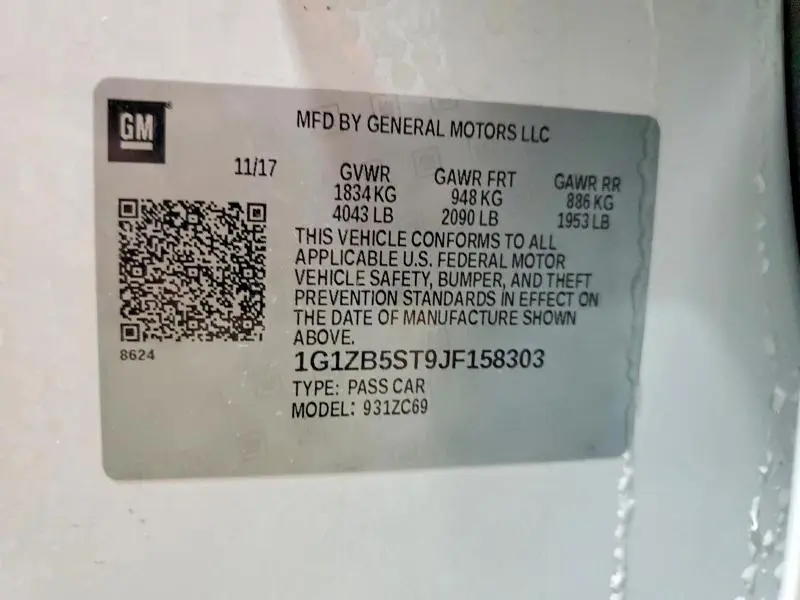 GM
MFD BY GENERAL MOTORS LLC
11/17
GVWR GAWR FRT GAWR RR
1834 KG 948 KG 886 KG
4043 LB 2090 LB 1953 LB
THIS VEHICLE CONFORMS TO ALL
APPLICABLE U.S. FEDERAL MOTOR
VEHICLE SAFETY, BUMPER, AND THEFT
PREVENTION STANDARDS IN EFFECT ON
THE DATE OF MANUFACTURE SHOWN
ABOVE.
8624
1G1ZB5ST9JF158303
TYPE: PASS CAR
MODEL: 931ZC69